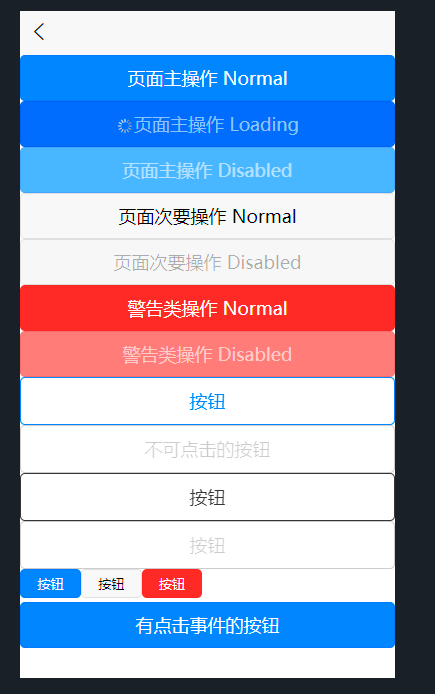 页面主操作 Normal
页面主操作 Loading
页面主操作 Disabled
页面次要操作 Normal
页面次要操作 Disabled
警告类操作 Normal
警告类操作 Disabled
按钮
不可点击的按钮
按钮
按钮
按钮 按钮 按钮
有点击事件的按钮